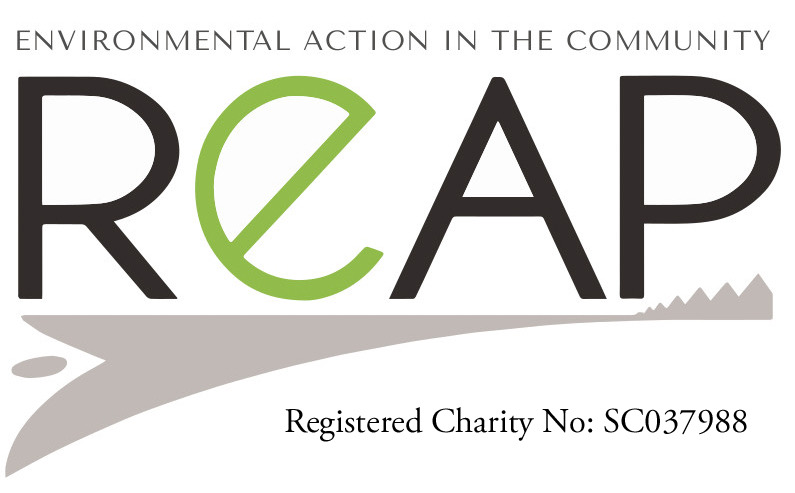 ENVIRONMENTAL ACTION IN THE COMMUNITY
ReAP
Registered Charity No: SC037988